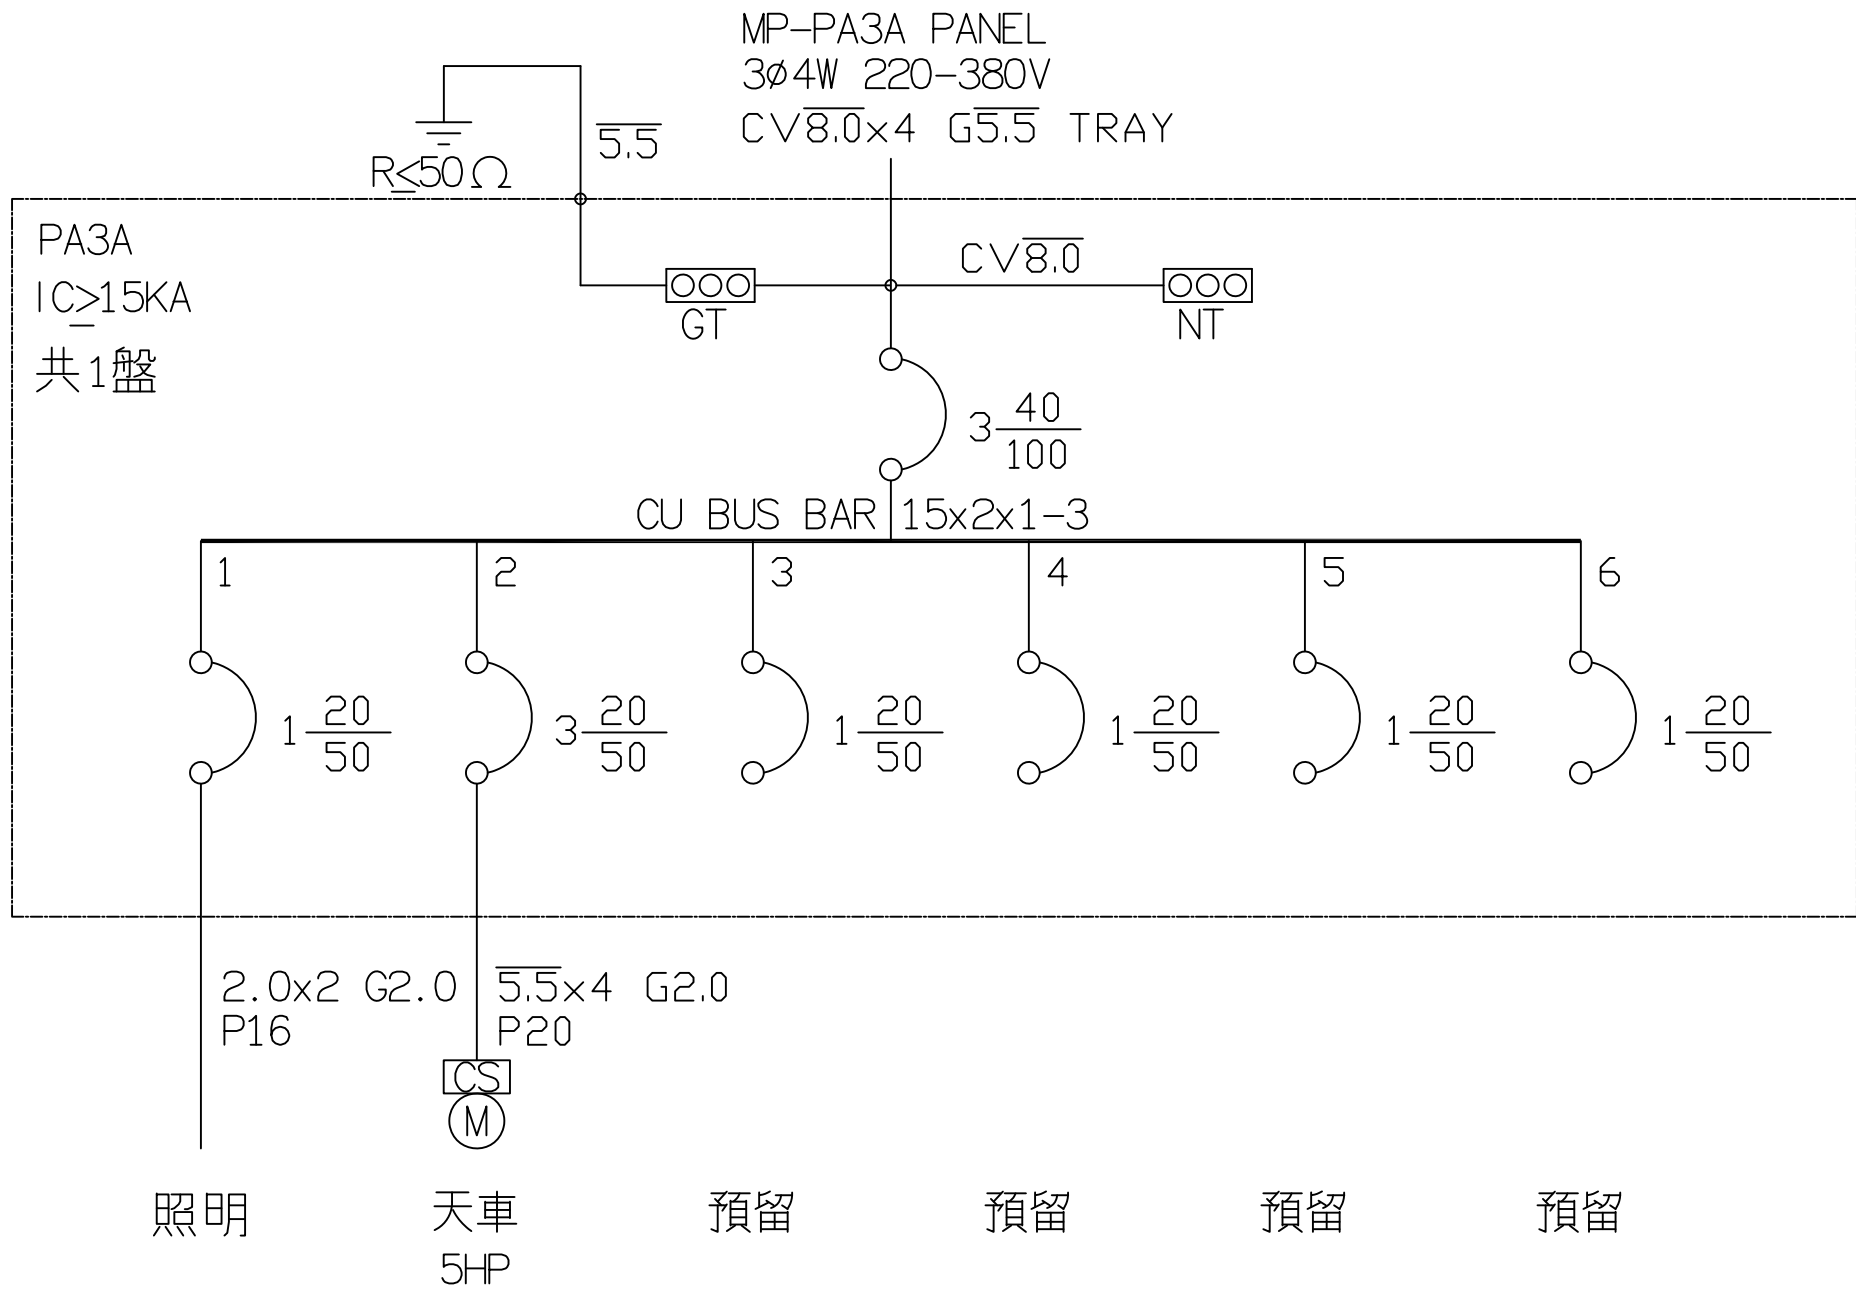 MP-PA3A PANEL
3ø4W 220-380V
CV8.0x4 G5.5 TRAY
5.5
R≤50Ω
PA3A
IC≥15KA
共1盤
CV8.0
GT
NT
3 40/100
CU BUS BAR 15x2x1-3
1 2 3 4 5 6
1 20/50 3 20/50 1 20/50 1 20/50 1 20/50 1 20/50
2.0x2 G2.0
P16
5.5x4 G2.0
P20
CS
M
照明 天車 預留 預留 預留 預留
5HP